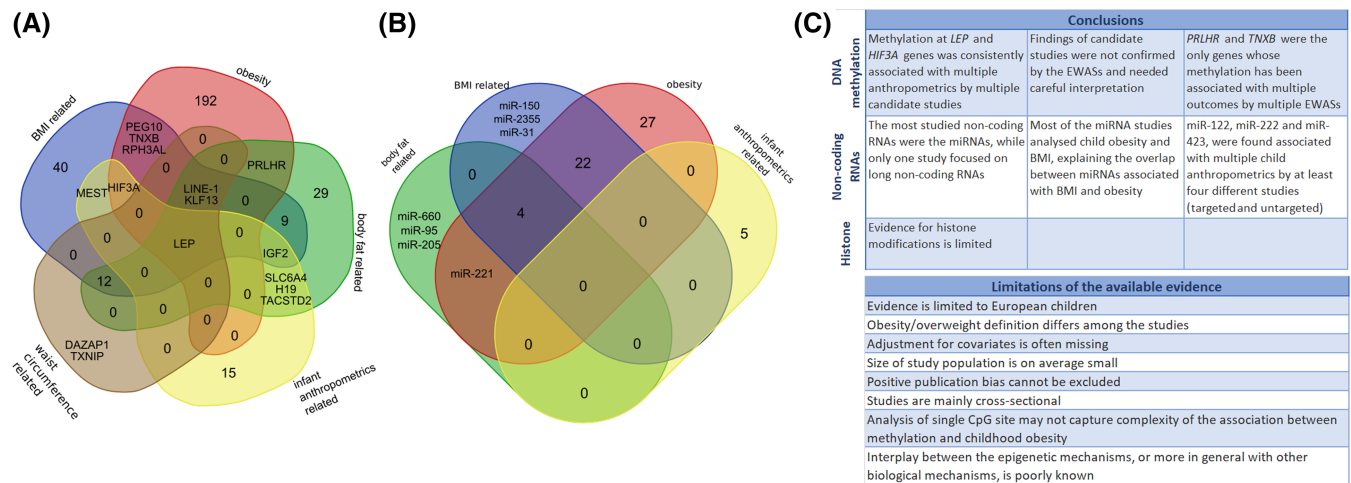 (A)
obesity
192
BMI related
PEG10
TNXB
RPH3AL
0
0
PRLHR
40
0
29
MEST
HIF3A
LINE-1
KLF13
0
0
9
0
LEP
0
IGF2
0
body fat related
0
12
0
0
SLC6A4
H19
TACSTD2
0
0
0
0
0
0
DAZAP1
TXNIP
15
waist
circumference
related
infant
anthropometrics
related
(B)
BMI related
obesity
miR-150
miR-2355
miR-31
27
infant
anthropometrics
related
body fat
related
0
22
0
miR-660
miR-95
miR-205
4
0
5
miR-221
0
0
0
0
0
(C)
Conclusions
DNA
methylation
Methylation at LEP and
HIF3A genes was consistently
associated with multiple
anthropometrics by multiple
candidate studies
Findings of candidate
studies were not confirmed
by the EWASs and needed
careful interpretation
PRLHR and TNXB were the
only genes whose
methylation has been
associated with multiple
outcomes by multiple EWASs
Non-coding
RNAs
The most studied non-coding
RNAs were the miRNAs, while
only one study focused on
long non-coding RNAs
Most of the miRNA studies
analysed child obesity and
BMI, explaining the overlap
between miRNAs associated
with BMI and obesity
miR-122, miR-222 and miR-
423, were found associated
with multiple child
anthropometrics by at least
four different studies
(targeted and untargeted)
Histone
Evidence for histone
modifications is limited
Limitations of the available evidence
Evidence is limited to European children
Obesity/overweight definition differs among the studies
Adjustment for covariates is often missing
Size of study population is on average small
Positive publication bias cannot be excluded
Studies are mainly cross-sectional
Analysis of single CpG site may not capture complexity of the association between
methylation and childhood obesity
Interplay between the epigenetic mechanisms, or more in general with other
biological mechanisms, is poorly known